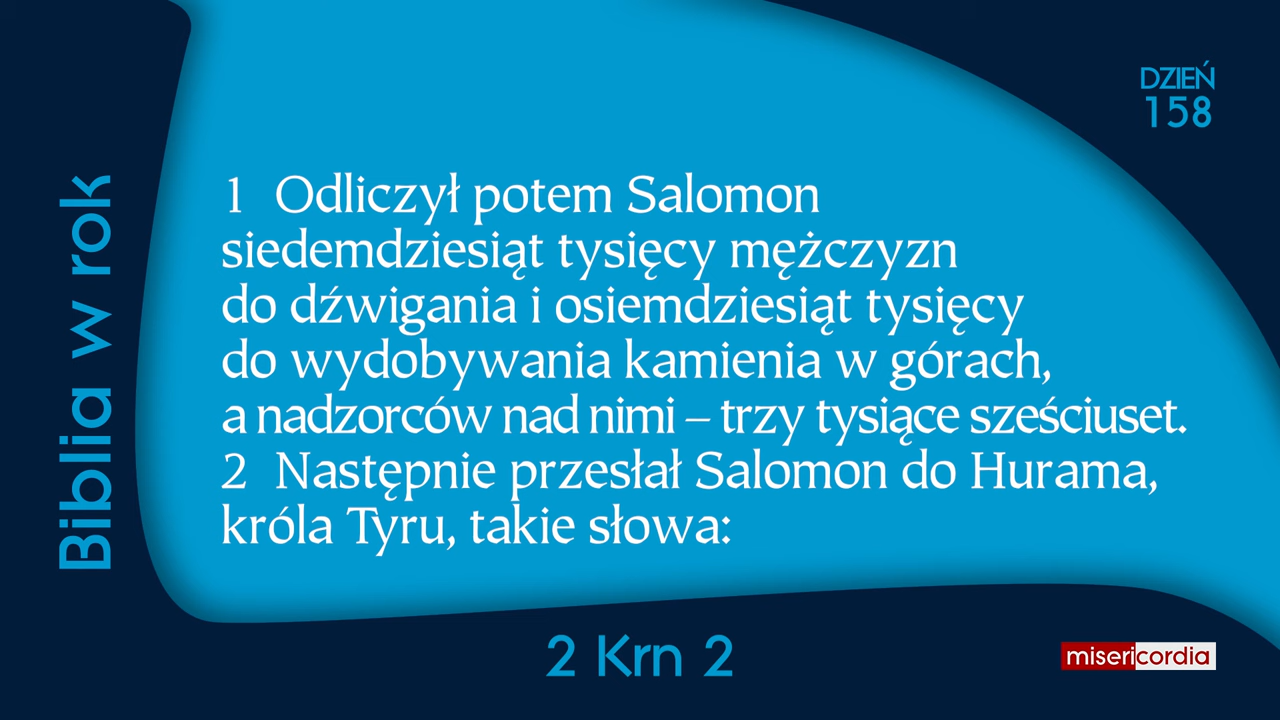 DZIEŃ
158
Biblia w rok
1 Odliczył potem Salomon
siedemdziesiąt tysięcy mężczyzn
do dźwigania i osiemdziesiąt tysięcy
do wydobywania kamienia w górach,
a nadzorców nad nimi – trzy tysiące sześciuset.
2 Następnie przesłał Salomon do Hurama,
króla Tyru, takie słowa:
2 Krn 2
misericordia